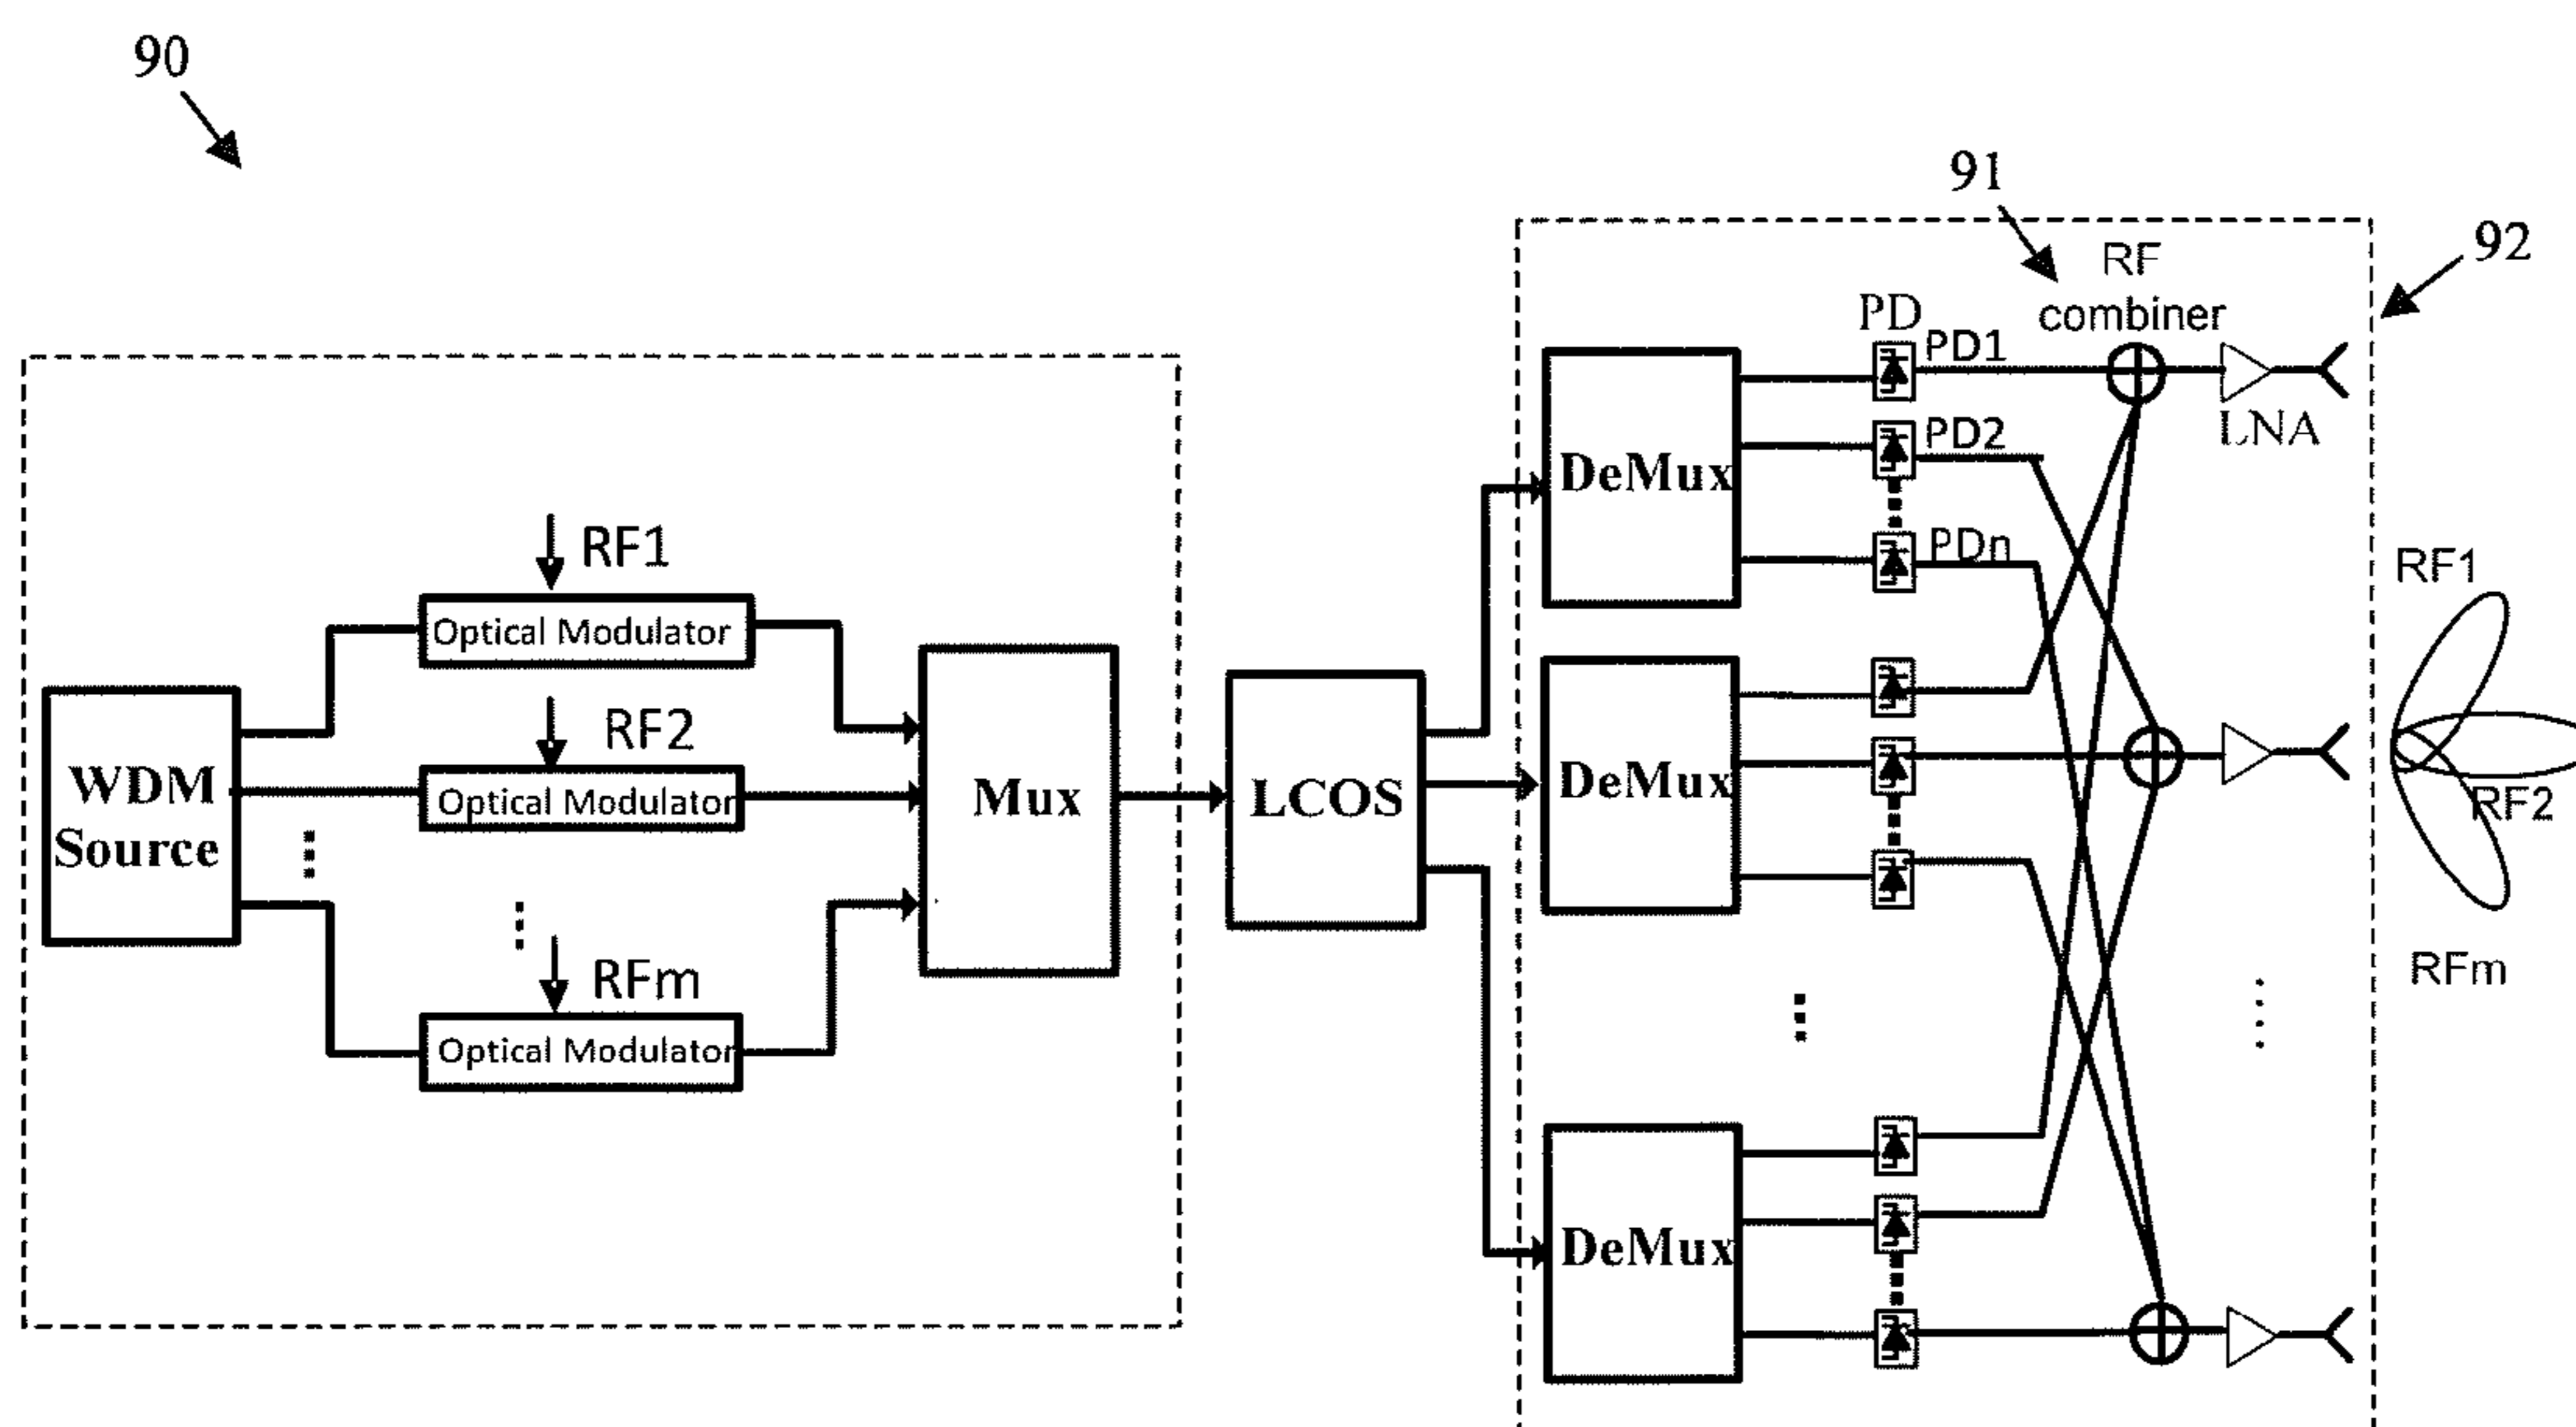 90
91
92
RF
combiner
PD
PD1
LNA
PD2
DeMux
PDn
RF1
Optical Modulator
RF1
RF2
Optical Modulator
WDM
Source
Mux
LCOS
DeMux
RF2
RFm
RFm
Optical Modulator
DeMux